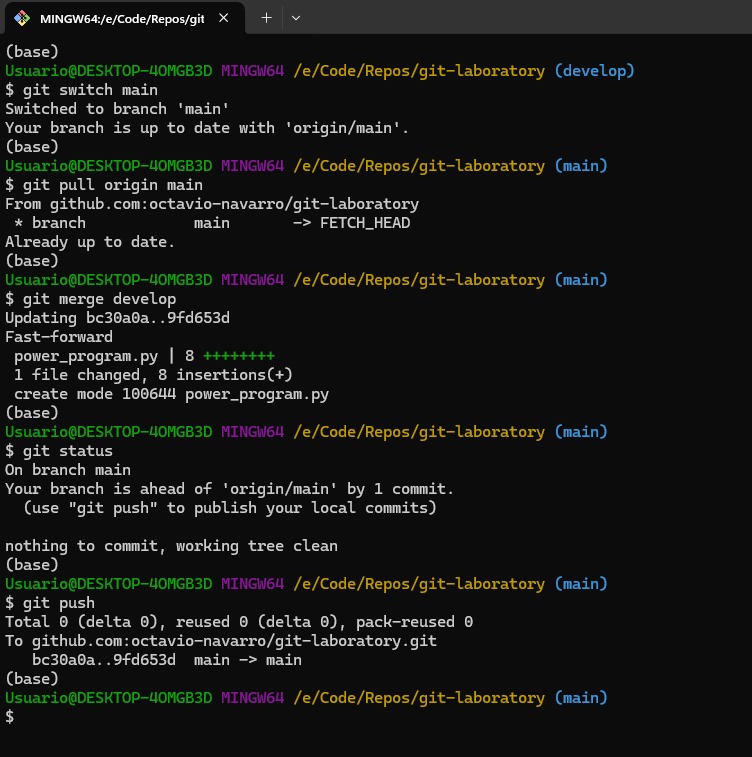 MINGW64:/e/Code/Repos/git
(base)
Usuario@DESKTOP-4OMGB3D MINGW64 /e/Code/Repos/git-laboratory (develop)
$ git switch main
Switched to branch 'main'
Your branch is up to date with 'origin/main'.
(base)
Usuario@DESKTOP-4OMGB3D MINGW64 /e/Code/Repos/git-laboratory (main)
$ git pull origin main
From github.com:octavio-navarro/git-laboratory
 * branch            main       -> FETCH_HEAD
Already up to date.
(base)
Usuario@DESKTOP-4OMGB3D MINGW64 /e/Code/Repos/git-laboratory (main)
$ git merge develop
Updating bc30a0a..9fd653d
Fast-forward
 power_program.py | 8 ++++++++
 1 file changed, 8 insertions(+)
 create mode 100644 power_program.py
(base)
Usuario@DESKTOP-4OMGB3D MINGW64 /e/Code/Repos/git-laboratory (main)
$ git status
On branch main
Your branch is ahead of 'origin/main' by 1 commit.
  (use "git push" to publish your local commits)

nothing to commit, working tree clean
(base)
Usuario@DESKTOP-4OMGB3D MINGW64 /e/Code/Repos/git-laboratory (main)
$ git push
Total 0 (delta 0), reused 0 (delta 0), pack-reused 0
To github.com:octavio-navarro/git-laboratory.git
   bc30a0a..9fd653d  main -> main
(base)
Usuario@DESKTOP-4OMGB3D MINGW64 /e/Code/Repos/git-laboratory (main)
$